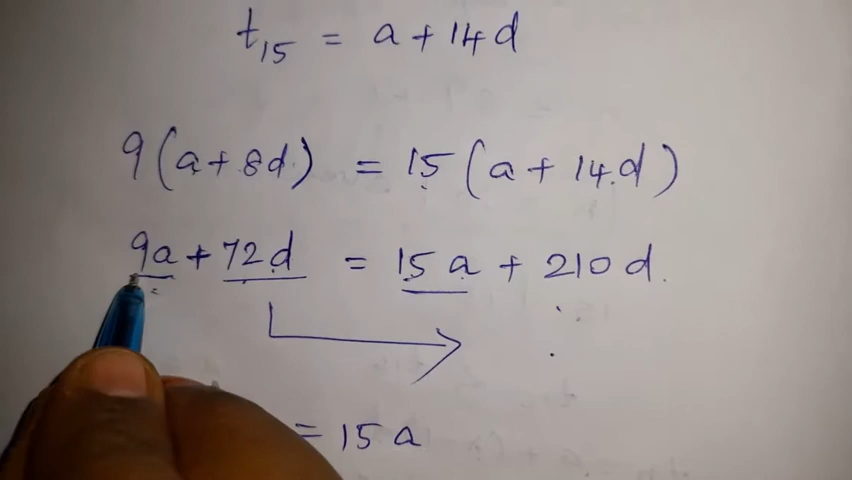 t15 = a + 14d
9(a + 8d) = 15(a + 14d)
9a + 72d = 15a + 210d.
= 15a